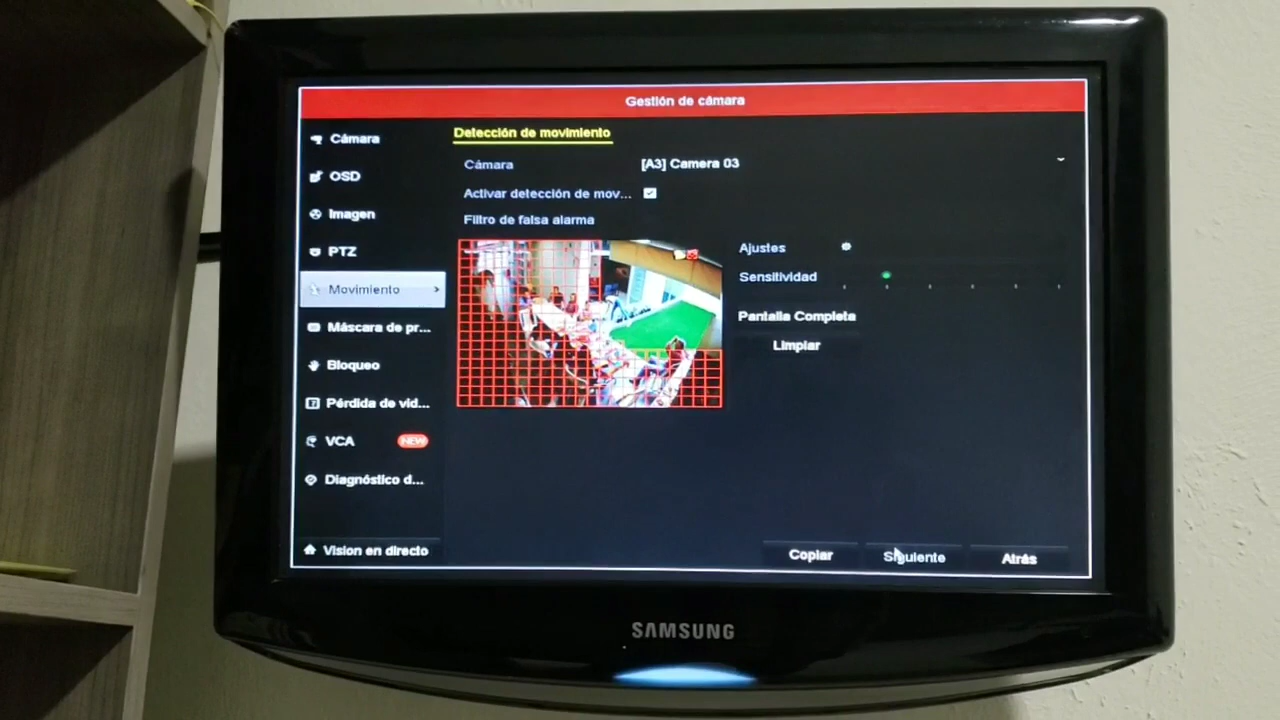 Gestión de cámara
Cámara
OSD
Imagen
PTZ
Movimiento
Máscara de pr...
Bloqueo
Pérdida de vid...
VCA NEW
Diagnóstico d...
Vision en directo
Detección de movimiento
Cámara [A3] Camera 03
Activar detección de mov...
Filtro de falsa alarma
Ajustes
Sensitividad
Pantalla Completa
Limpiar
Copiar Siguiente Atrás
SAMSUNG